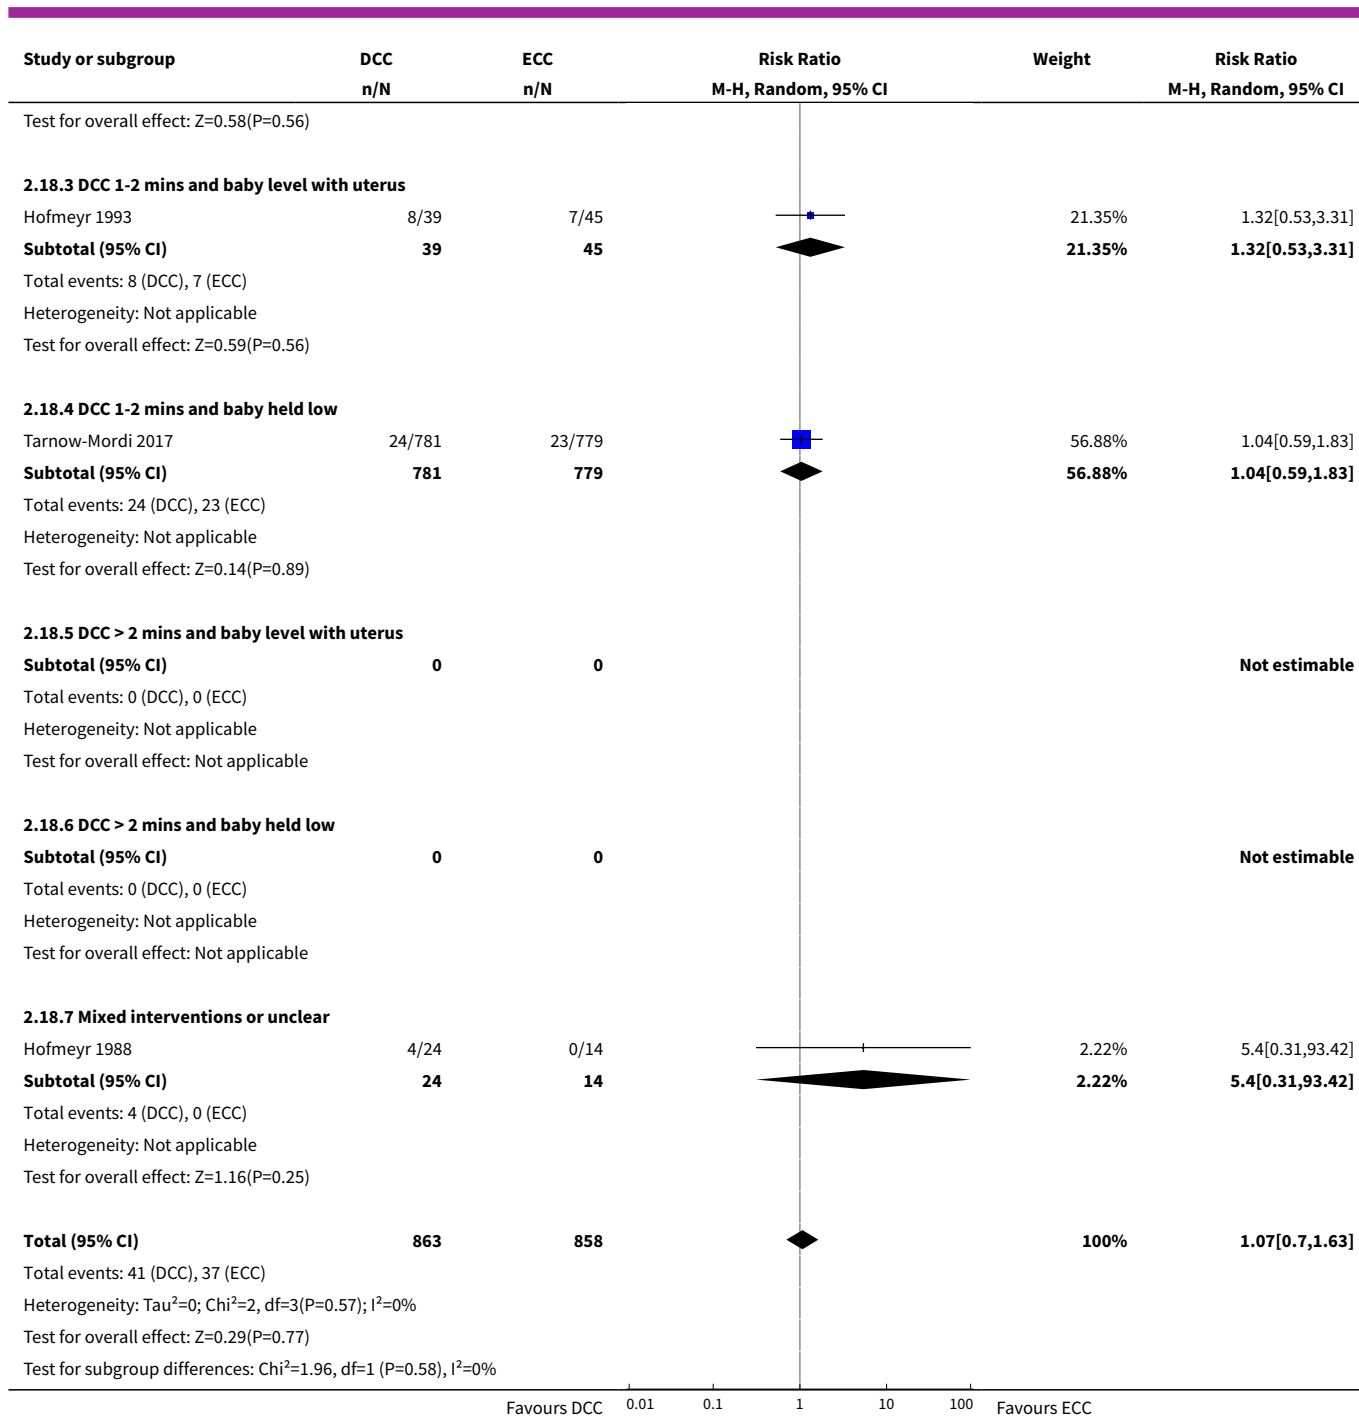 Study or subgroup DCC ECC Risk Ratio Weight Risk Ratio
n/N n/N M-H, Random, 95% CI M-H, Random, 95% CI
Test for overall effect: Z=0.58(P=0.56)
2.18.3 DCC 1-2 mins and baby level with uterus
Hofmeyr 1993 8/39 7/45 21.35% 1.32[0.53,3.31]
Subtotal (95% CI) 39 45 21.35% 1.32[0.53,3.31]
Total events: 8 (DCC), 7 (ECC)
Heterogeneity: Not applicable
Test for overall effect: Z=0.59(P=0.56)
2.18.4 DCC 1-2 mins and baby held low
Tarnow-Mordi 2017 24/781 23/779 56.88% 1.04[0.59,1.83]
Subtotal (95% CI) 781 779 56.88% 1.04[0.59,1.83]
Total events: 24 (DCC), 23 (ECC)
Heterogeneity: Not applicable
Test for overall effect: Z=0.14(P=0.89)
2.18.5 DCC > 2 mins and baby level with uterus
Subtotal (95% CI) 0 0 Not estimable
Total events: 0 (DCC), 0 (ECC)
Heterogeneity: Not applicable
Test for overall effect: Not applicable
2.18.6 DCC > 2 mins and baby held low
Subtotal (95% CI) 0 0 Not estimable
Total events: 0 (DCC), 0 (ECC)
Heterogeneity: Not applicable
Test for overall effect: Not applicable
2.18.7 Mixed interventions or unclear
Hofmeyr 1988 4/24 0/14 2.22% 5.4[0.31,93.42]
Subtotal (95% CI) 24 14 2.22% 5.4[0.31,93.42]
Total events: 4 (DCC), 0 (ECC)
Heterogeneity: Not applicable
Test for overall effect: Z=1.16(P=0.25)
Total (95% CI) 863 858 100% 1.07[0.7,1.63]
Total events: 41 (DCC), 37 (ECC)
Heterogeneity: Tau²=0; Chi²=2, df=3(P=0.57); I²=0%
Test for overall effect: Z=0.29(P=0.77)
Test for subgroup differences: Chi²=1.96, df=1 (P=0.58), I²=0%
Favours DCC 0.01 0.1 1 10 100 Favours ECC